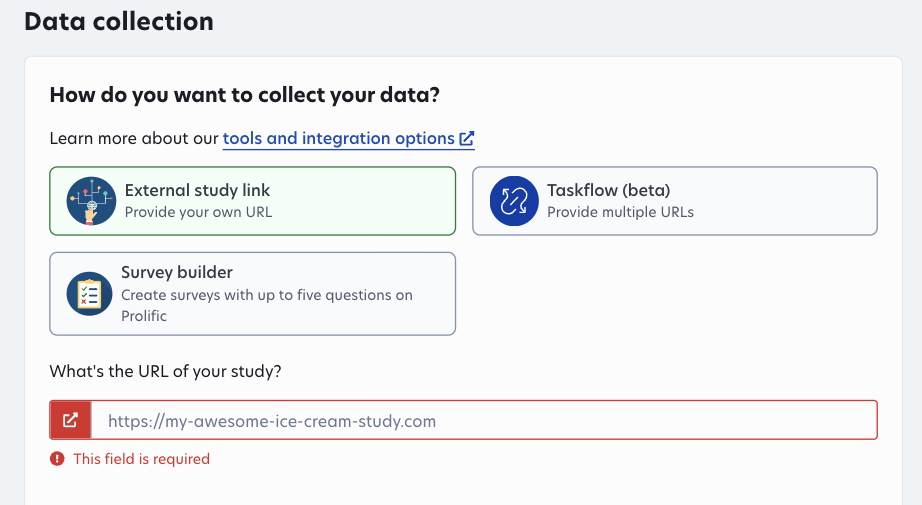 Data collection
How do you want to collect your data?
Learn more about our tools and integration options
External study link
Provide your own URL
Taskflow (beta)
Provide multiple URLs
Survey builder
Create surveys with up to five questions on
Prolific
What's the URL of your study?
https://my-awesome-ice-cream-study.com
This field is required